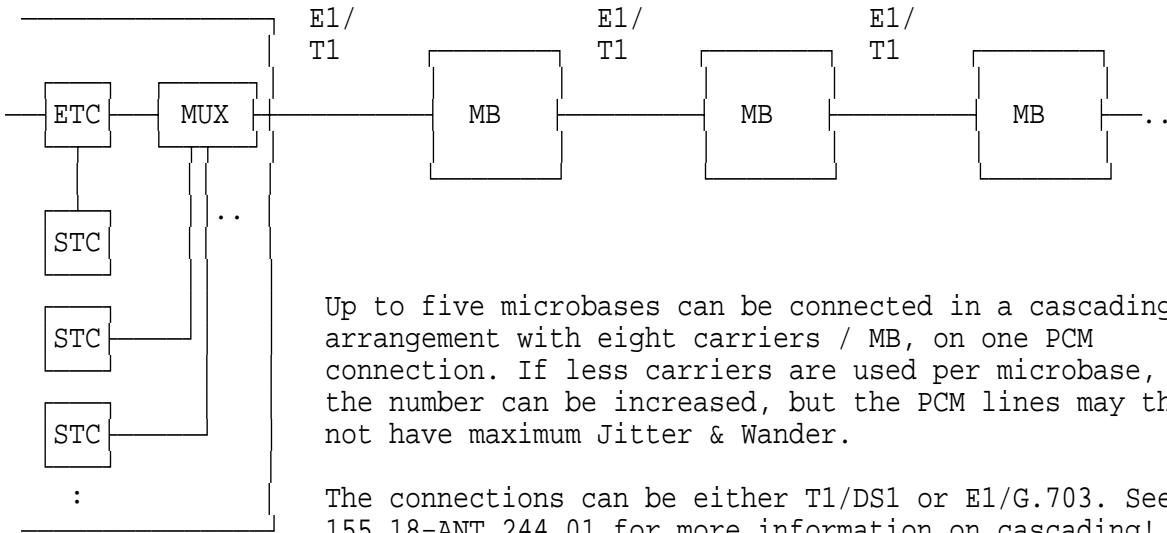 E1/ E1/ E1/
T1 T1 T1
ETC MUX MB MB MB ..
..
STC
Up to five microbases can be connected in a cascading
STC arrangement with eight carriers / MB, on one PCM
connection. If less carriers are used per microbase,
the number can be increased, but the PCM lines may
STC not have maximum Jitter & Wander.
: The connections can be either T1/DS1 or E1/G.703. See
155 18-ANT 244 01 for more information on cascading!